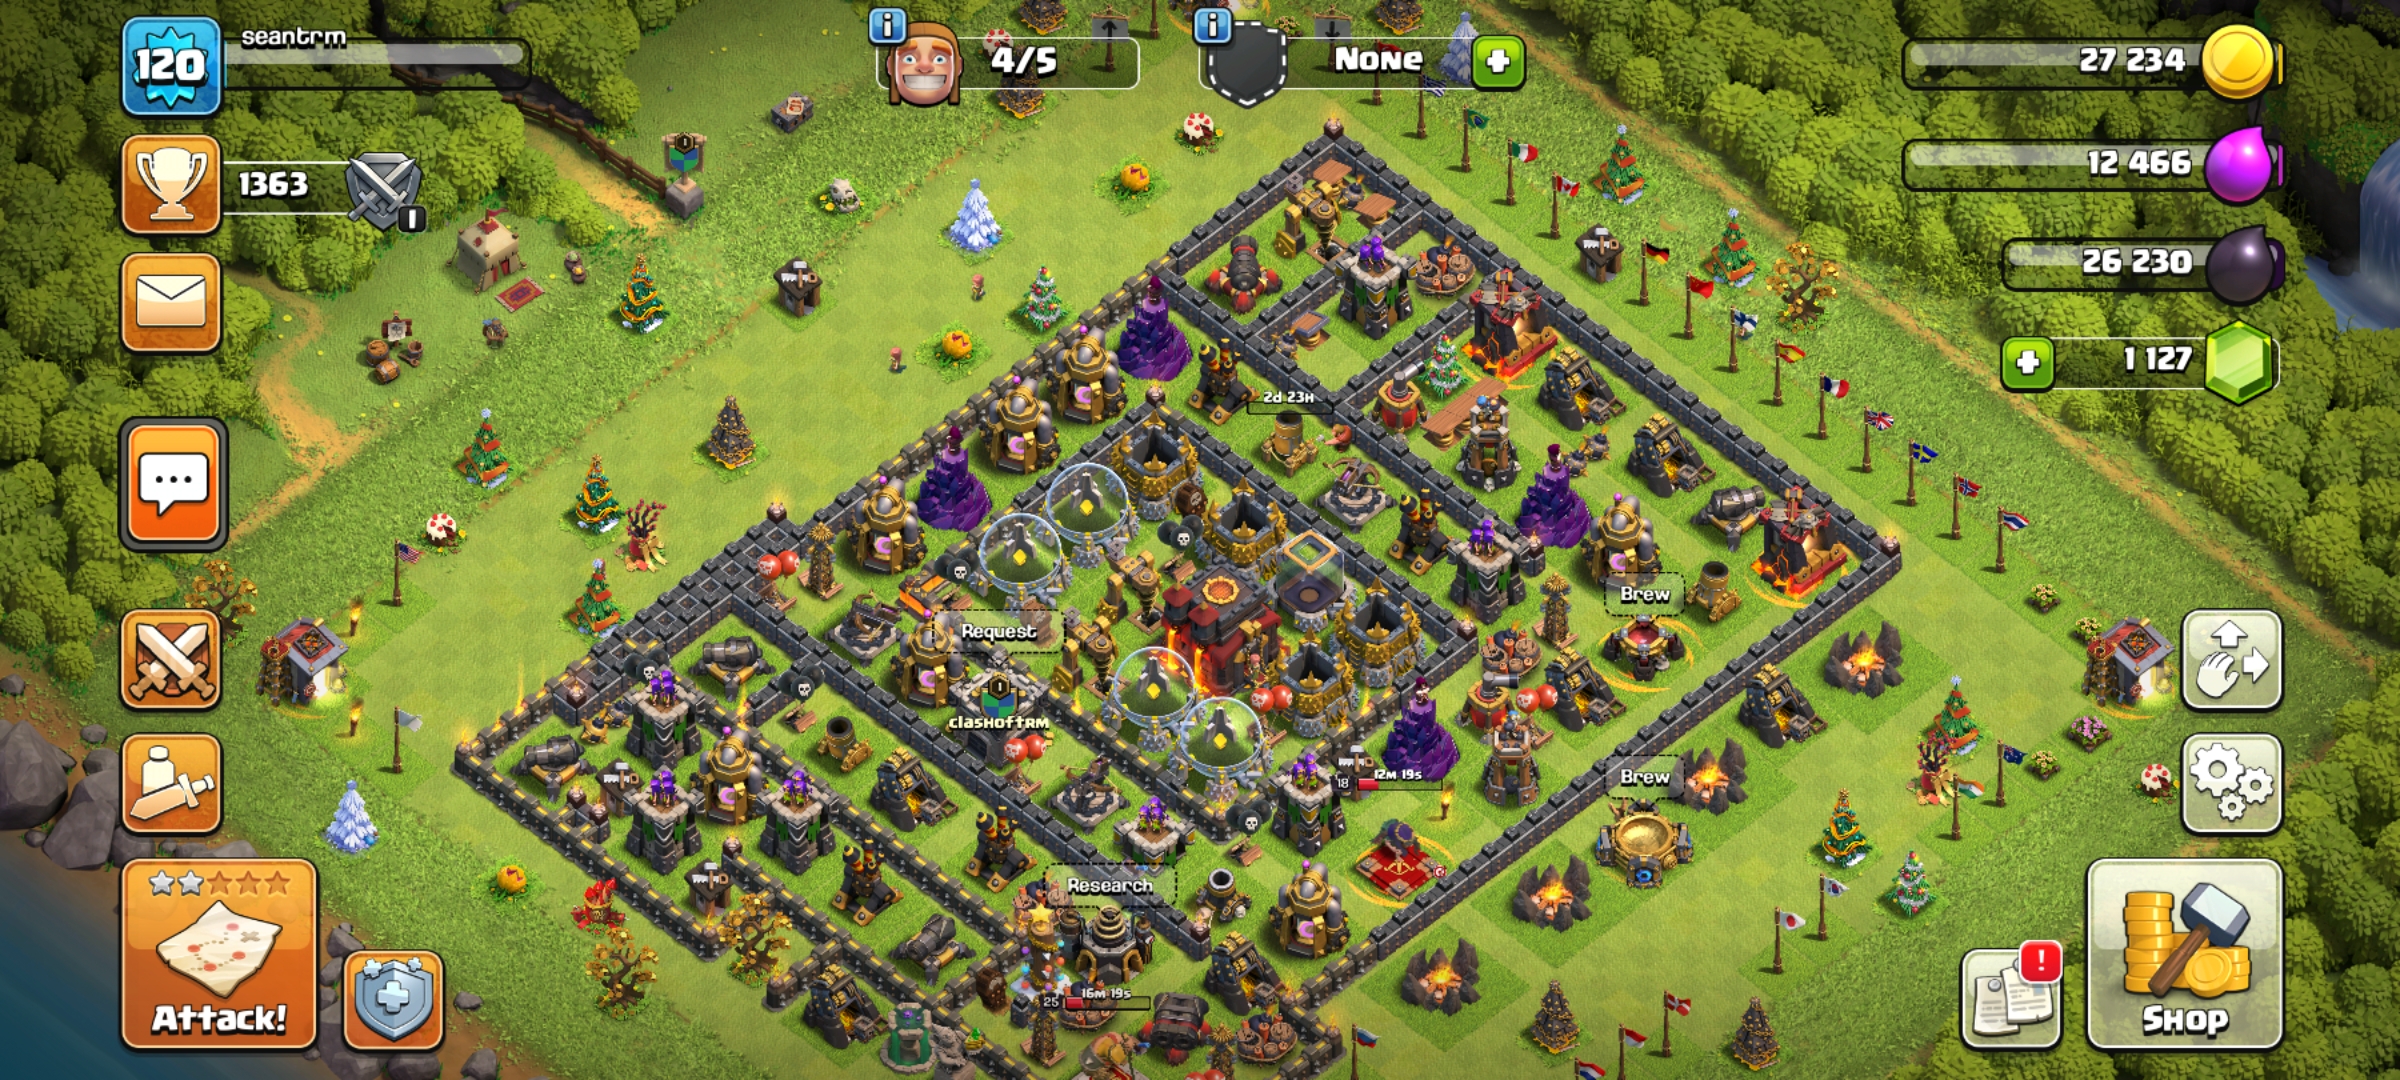 120
seantrm
4/5
None
27 234
1363
I
12 466
26 230
1 127
2d 23H
Brew
Request
clashoftrm
Brew
18
12m 19s
Research
25
16m 19s
Attack!
!
Shop